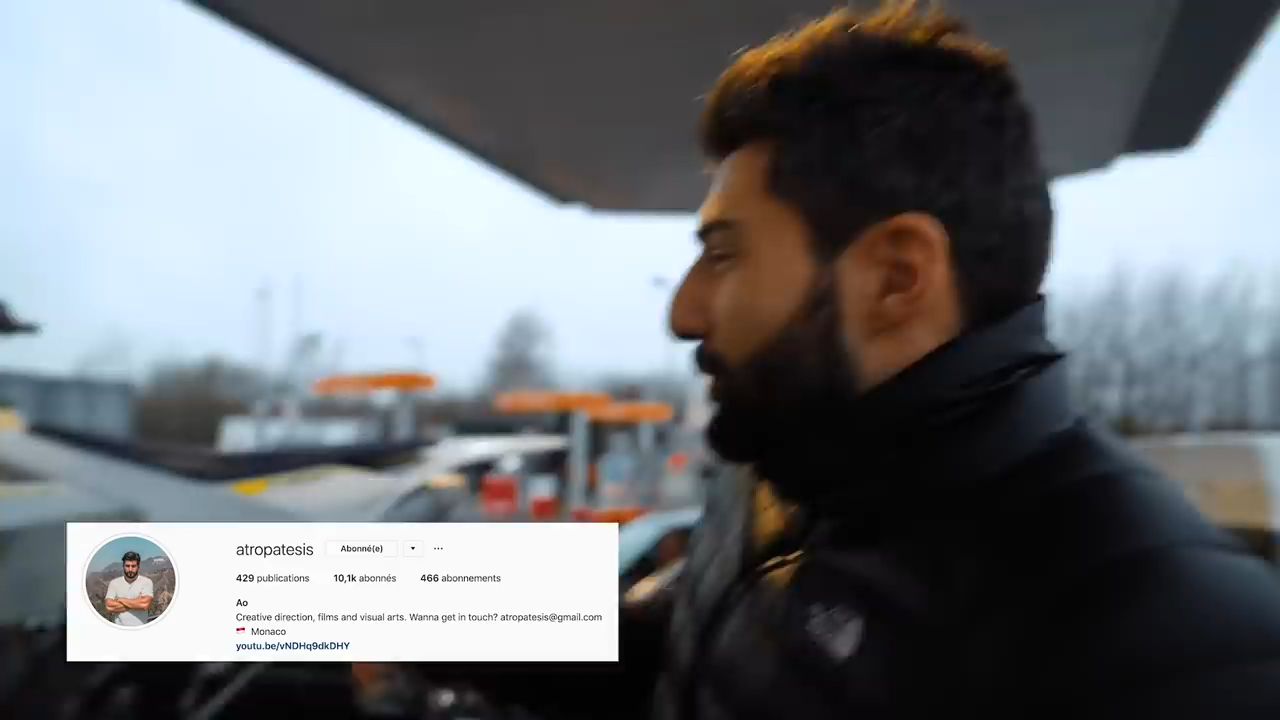 atropatesis Abonné(e) ▾ ...
429 publications 10,1k abonnés 466 abonnements
Ao
Creative direction, films and visual arts. Wanna get in touch? atropatesis@gmail.com
🇲🇨 Monaco
youtu.be/vNDHq9dkDHY